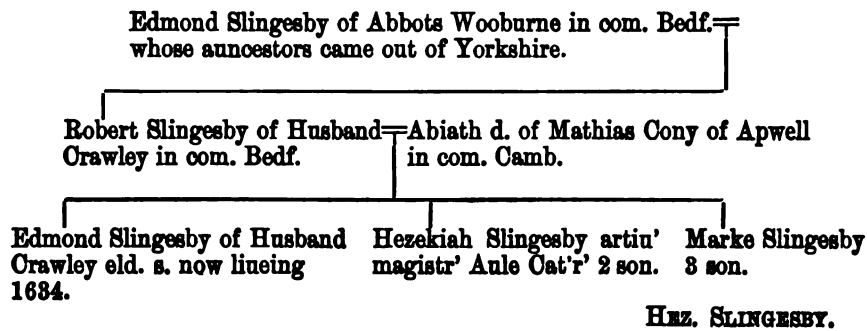 Edmond Slingesby of Abbots Wooburne in com. Bedf.=
whose auncestors came out of Yorkshire.
Robert Slingesby of Husband=Abiath d. of Mathias Cony of Apwell
Crawley in com. Bedf. in com. Camb.
Edmond Slingesby of Husband Hezekiah Slingesby artiu' Marke Slingesby
Crawley eld. s. now liueing magistr' Aule Cat'r' 2 son. 3 son.
1634.
HEZ. SLINGESBY.